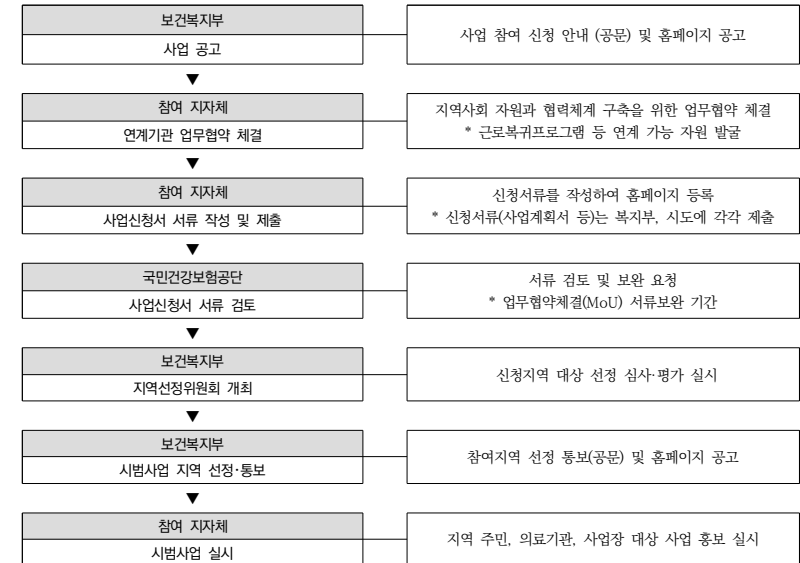 보건복지부
사업 공고
사업 참여 신청 안내 (공문) 및 홈페이지 공고
▼
참여 지자체
연계기관 업무협약 체결
지역사회 자원과 협력체계 구축을 위한 업무협약 체결
* 근로복귀프로그램 등 연계 가능 자원 발굴
▼
참여 지자체
사업신청서 서류 작성 및 제출
신청서류를 작성하여 홈페이지 등록
* 신청서류(사업계획서 등)는 복지부, 시도에 각각 제출
▼
국민건강보험공단
사업신청서 서류 검토
서류 검토 및 보완 요청
* 업무협약체결(MoU) 서류보완 기간
▼
보건복지부
지역선정위원회 개최
신청지역 대상 선정 심사·평가 실시
▼
보건복지부
시범사업 지역 선정·통보
참여지역 선정 통보(공문) 및 홈페이지 공고
▼
참여 지자체
시범사업 실시
지역 주민, 의료기관, 사업장 대상 사업 홍보 실시